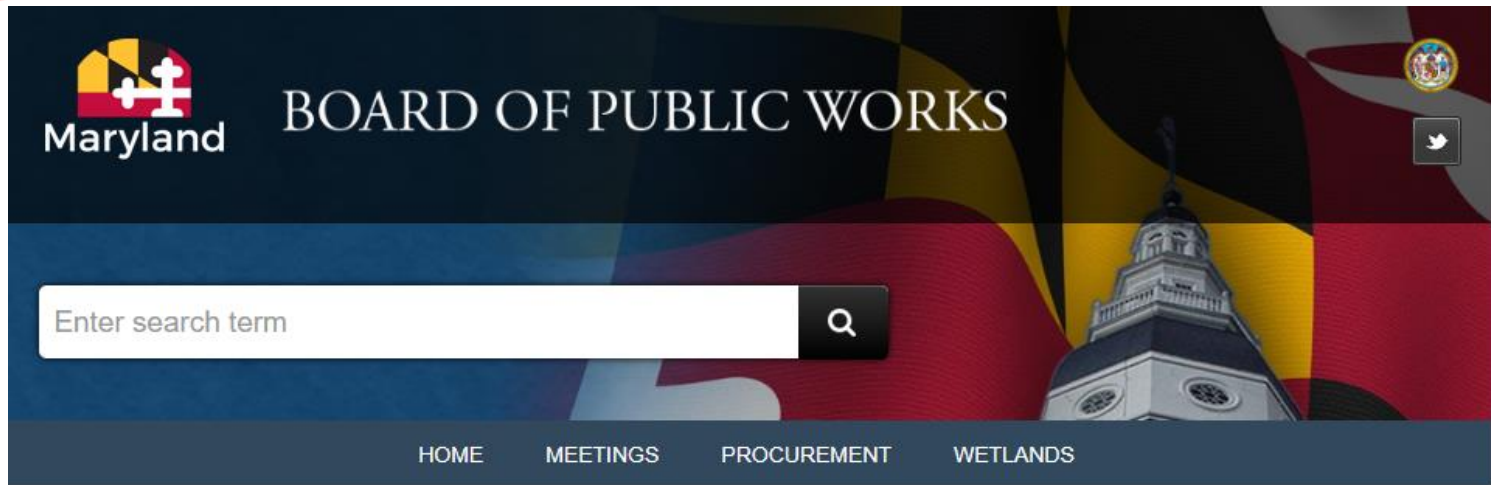 Maryland
BOARD OF PUBLIC WORKS
Enter search term
HOME MEETINGS PROCUREMENT WETLANDS